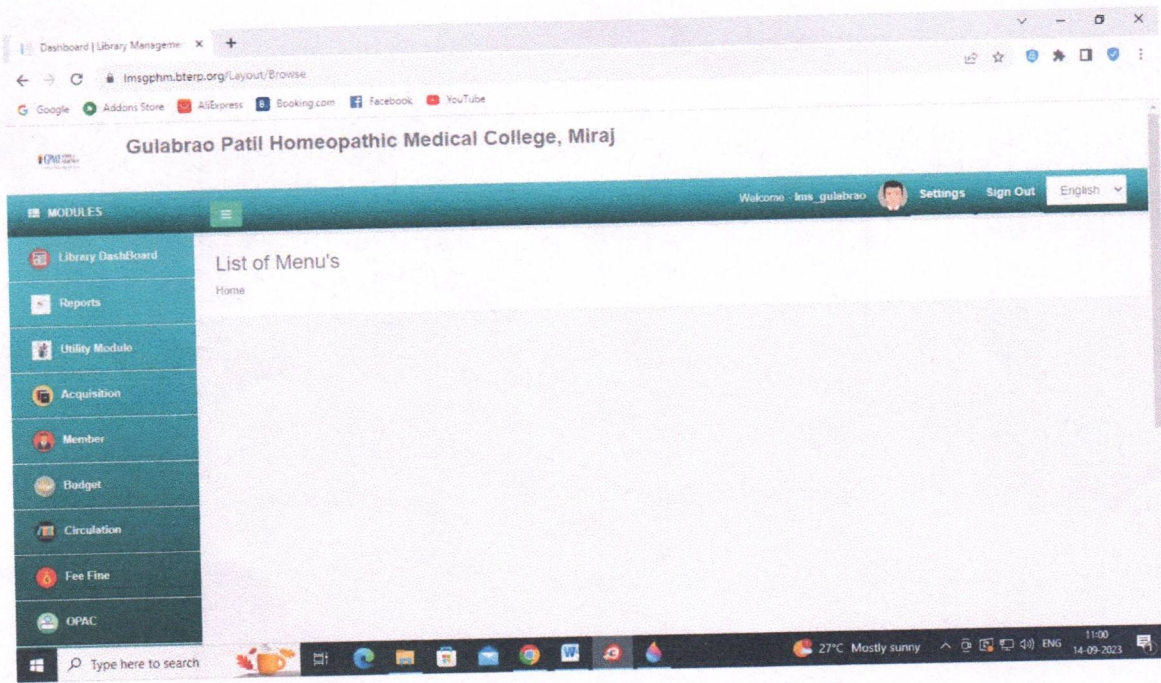 Dashboard | Library Manageme × +
lmsgphm.bterp.org/Layout/Browse
Google Addons Store AliExpress B. Booking.com Facebook YouTube
Gulabrao Patil Homeopathic Medical College, Miraj
MODULES
Welcome - lms_gulabrao Settings Sign Out English
Library DashBoard
List of Menu's
Home
Reports
Utility Module
Acquisition
Member
Budget
Circulation
Fee Fine
OPAC
Type here to search
27°C Mostly sunny ENG 11:00
14-09-2023